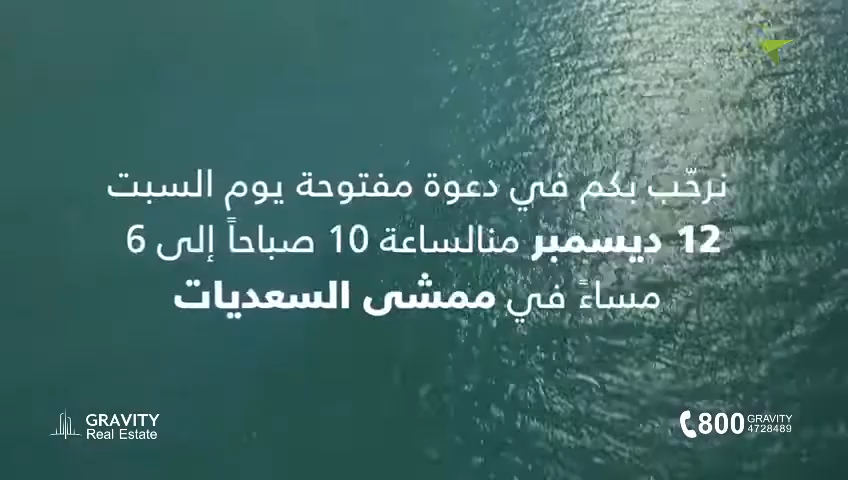 نرحّب بكم في دعوة مفتوحة يوم السبت
12 ديسمبر منالساعة 10 صباحاً إلى 6
مساءً في ممشى السعديات
GRAVITY
Real Estate
800 GRAVITY
4728489